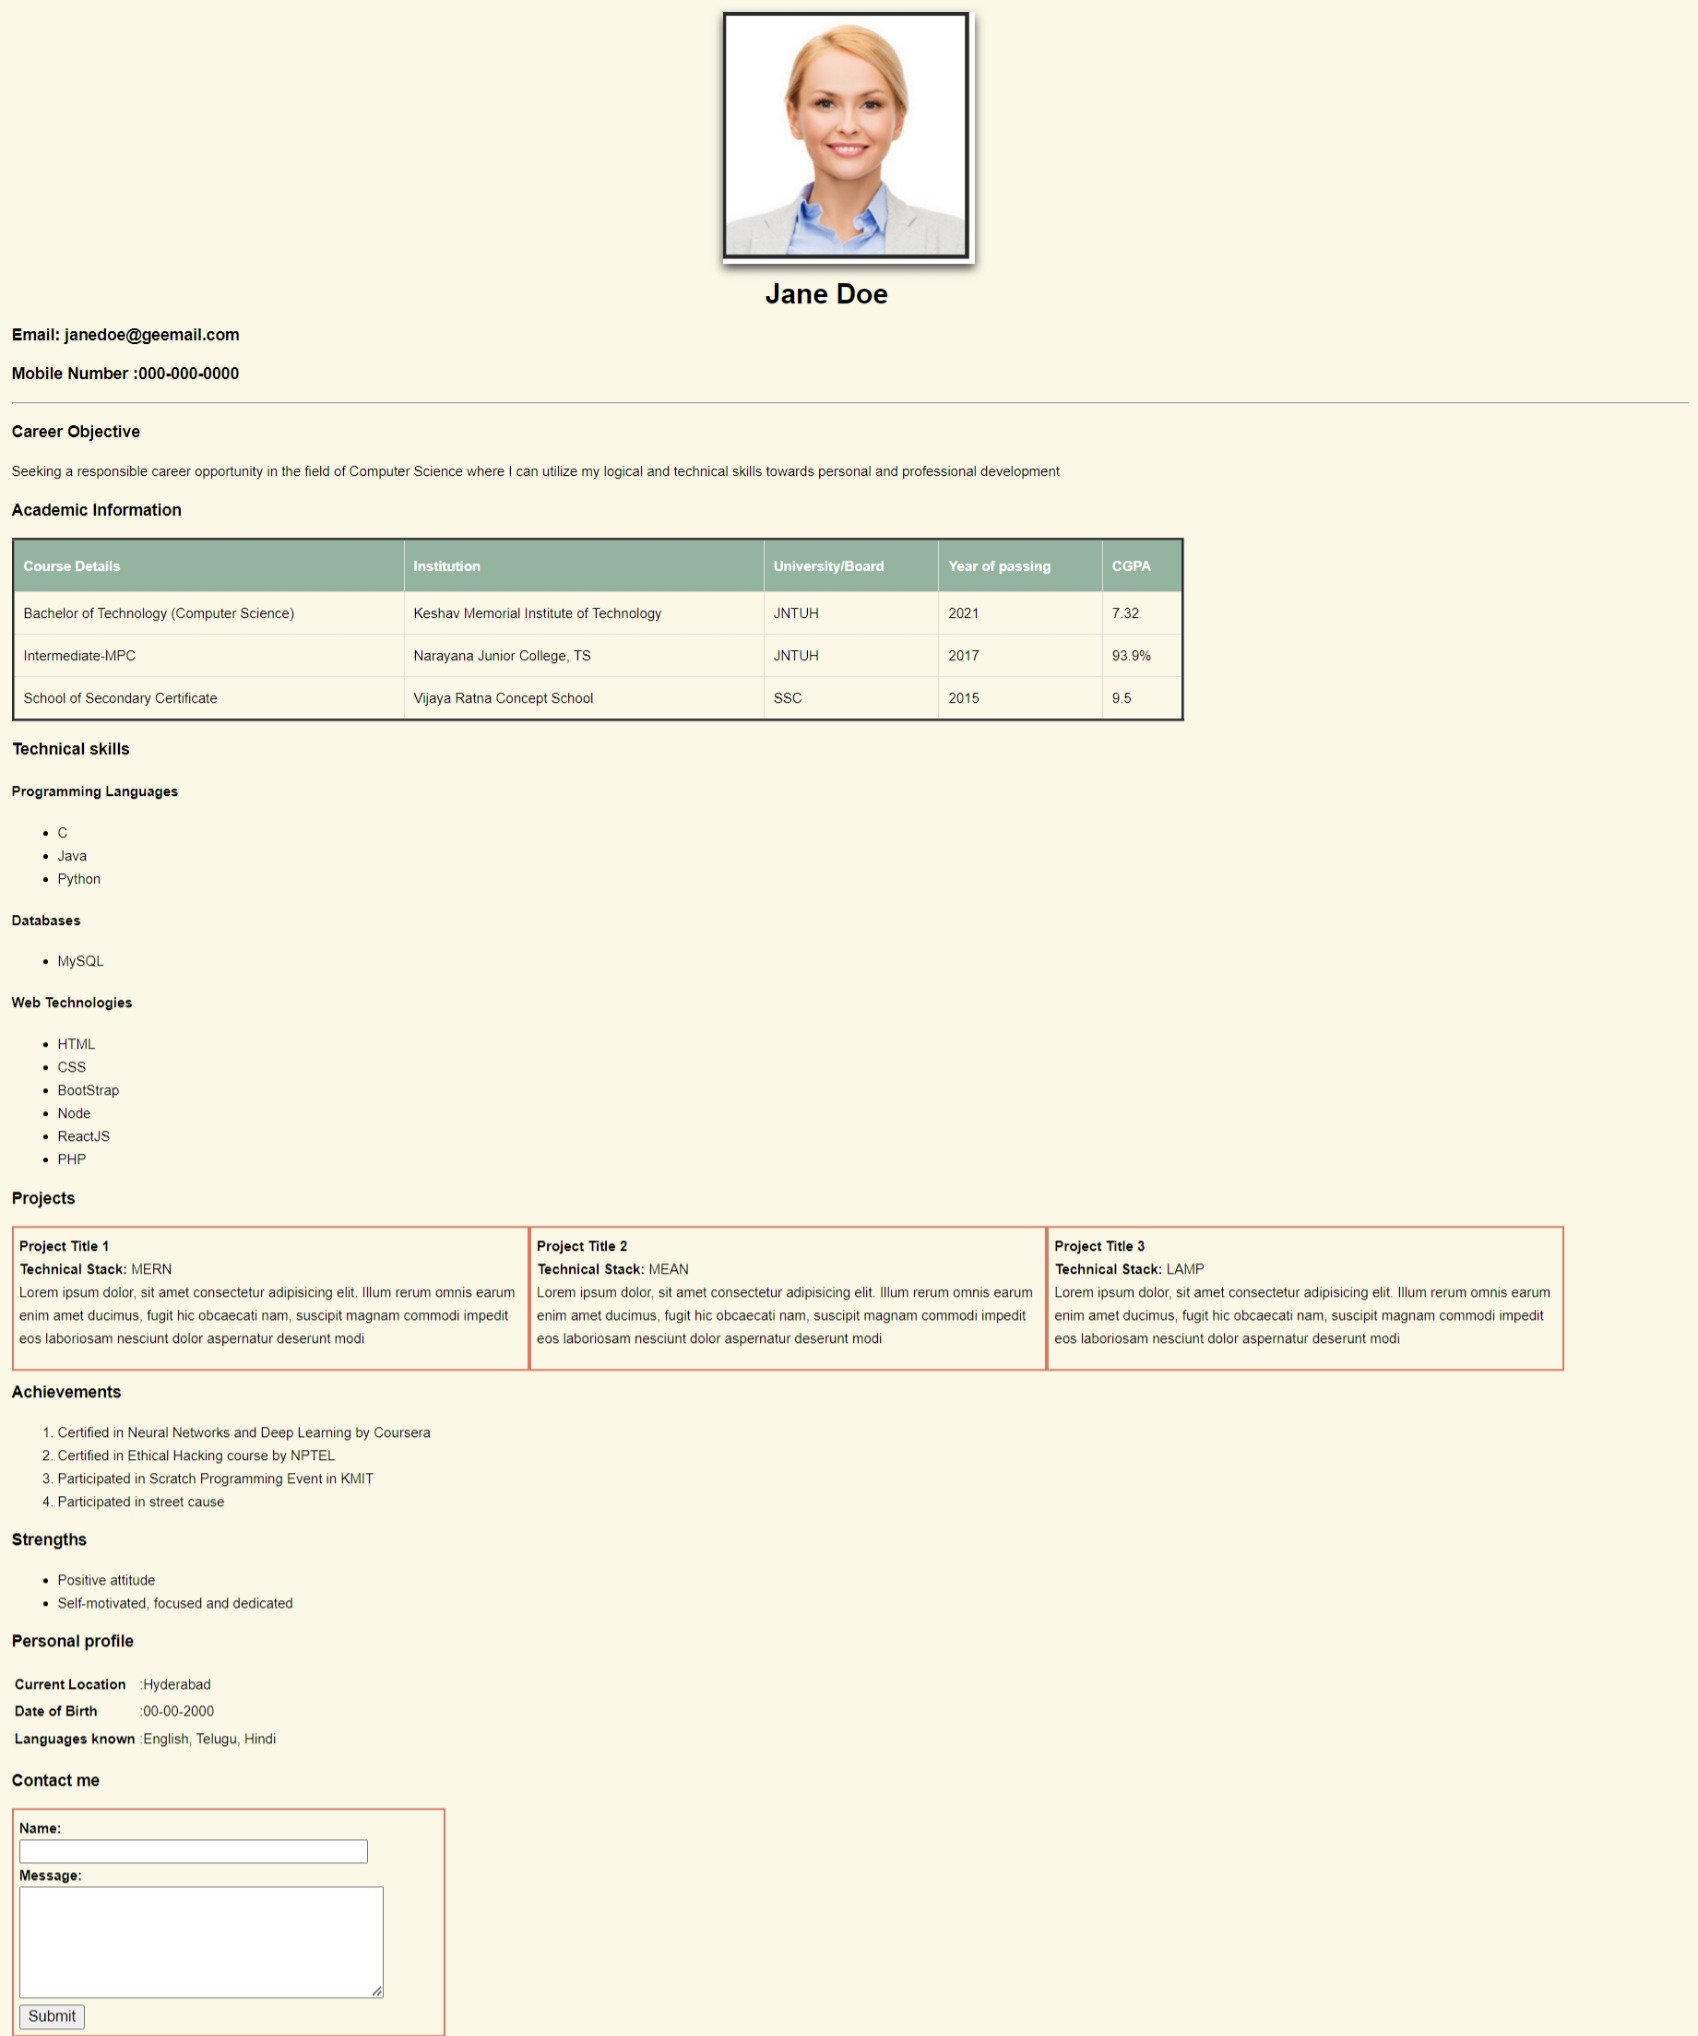 Jane Doe
Email: janedoe@geemail.com
Mobile Number :000-000-0000
Career Objective
Seeking a responsible career opportunity in the field of Computer Science where I can utilize my logical and technical skills towards personal and professional development
Academic Information
Course Details Institution University/Board Year of passing CGPA
Bachelor of Technology (Computer Science) Keshav Memorial Institute of Technology JNTUH 2021 7.32
Intermediate-MPC Narayana Junior College, TS JNTUH 2017 93.9%
School of Secondary Certificate Vijaya Ratna Concept School SSC 2015 9.5
Technical skills
Programming Languages
• C
• Java
• Python
Databases
• MySQL
Web Technologies
• HTML
• CSS
• BootStrap
• Node
• ReactJS
• PHP
Projects
Project Title 1
Technical Stack: MERN
Lorem ipsum dolor, sit amet consectetur adipisicing elit. Illum rerum omnis earum
enim amet ducimus, fugit hic obcaecati nam, suscipit magnam commodi impedit
eos laboriosam nesciunt dolor aspernatur deserunt modi
Project Title 2
Technical Stack: MEAN
Lorem ipsum dolor, sit amet consectetur adipisicing elit. Illum rerum omnis earum
enim amet ducimus, fugit hic obcaecati nam, suscipit magnam commodi impedit
eos laboriosam nesciunt dolor aspernatur deserunt modi
Project Title 3
Technical Stack: LAMP
Lorem ipsum dolor, sit amet consectetur adipisicing elit. Illum rerum omnis earum
enim amet ducimus, fugit hic obcaecati nam, suscipit magnam commodi impedit
eos laboriosam nesciunt dolor aspernatur deserunt modi
Achievements
1. Certified in Neural Networks and Deep Learning by Coursera
2. Certified in Ethical Hacking course by NPTEL
3. Participated in Scratch Programming Event in KMIT
4. Participated in street cause
Strengths
• Positive attitude
• Self-motivated, focused and dedicated
Personal profile
Current Location :Hyderabad
Date of Birth :00-00-2000
Languages known :English, Telugu, Hindi
Contact me
Name:
Message:
Submit